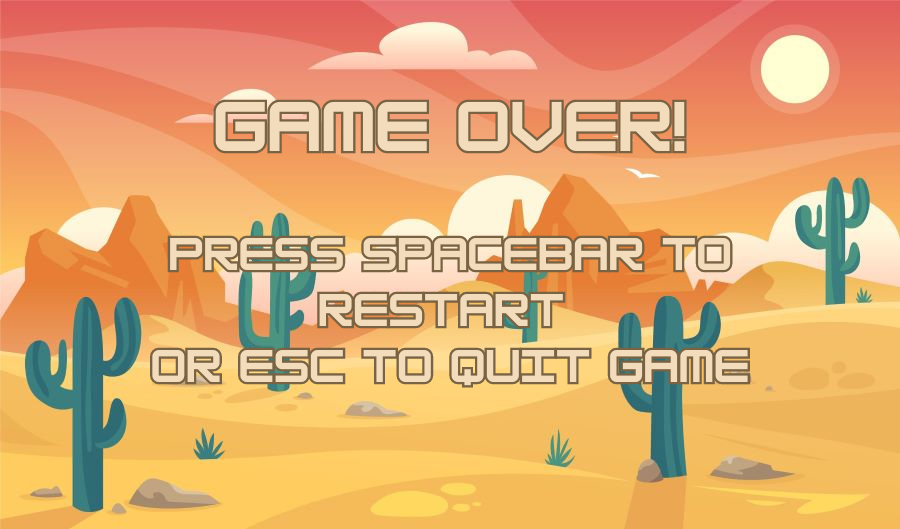 GAME OVER!
PRESS SPACEBAR TO
RESTART
OR ESC TO QUIT GAME